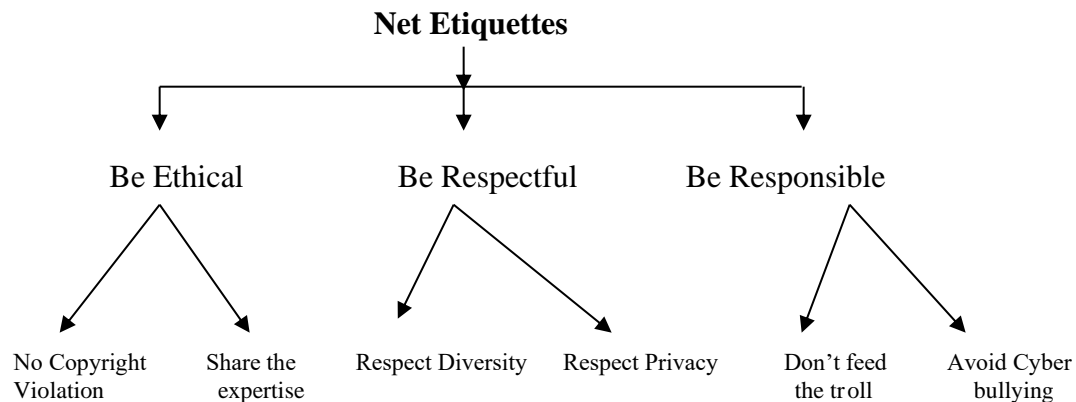 Net Etiquettes
Be Ethical
Be Respectful
Be Responsible
No Copyright
Violation
Share the
expertise
Respect Diversity
Respect Privacy
Don’t feed
the troll
Avoid Cyber
bullying